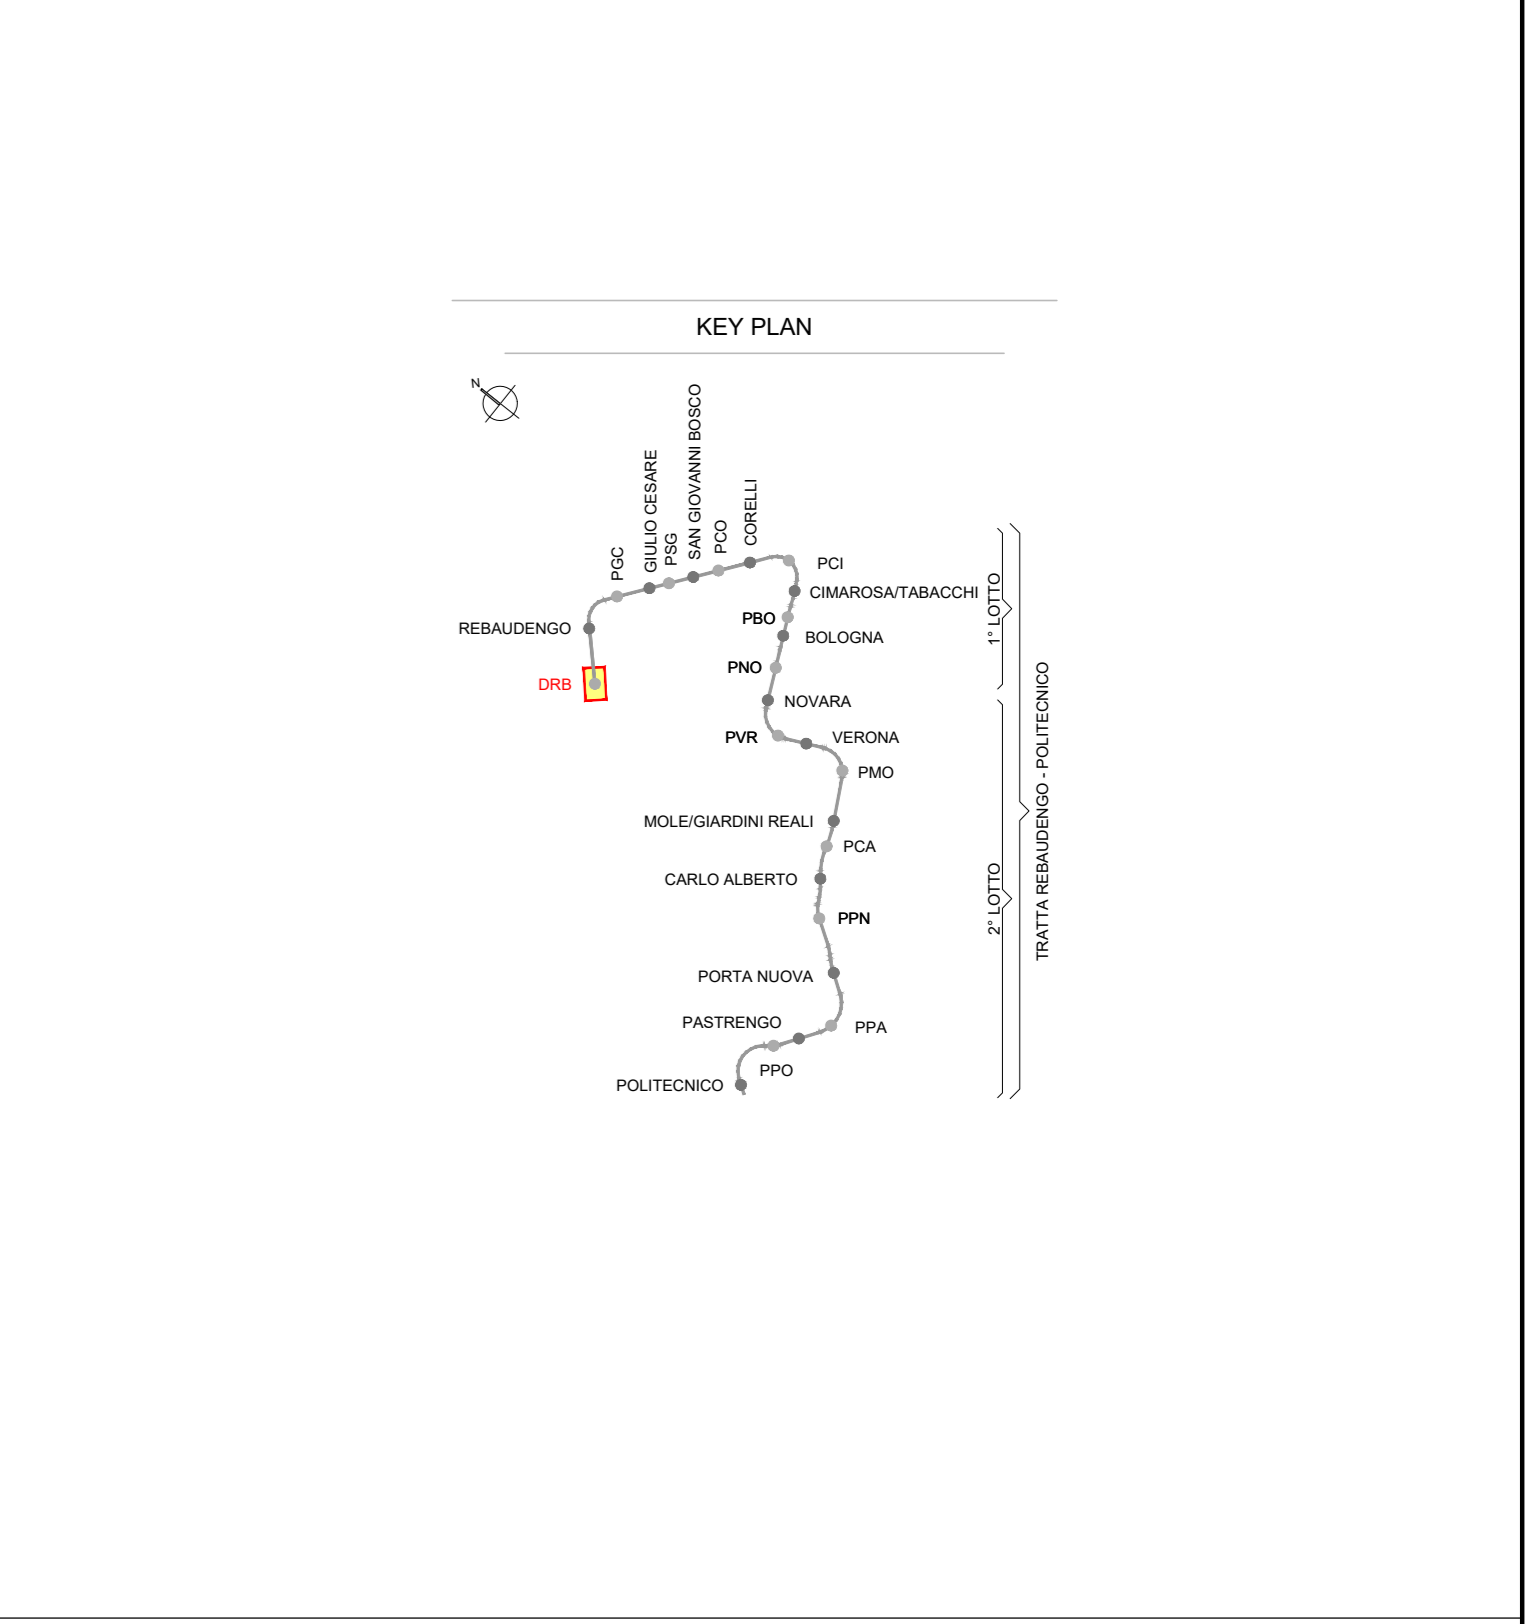 KEY PLAN
N
PGC
GIULIO CESARE
PSG
SAN GIOVANNI BOSCO
PCO
CORELLI
PCI
CIMAROSA/TABACCHI
PBO
REBAUDENGO
BOLOGNA
PNO
DRB
NOVARA
PVR
VERONA
PMO
MOLE/GIARDINI REALI
PCA
CARLO ALBERTO
PPN
PORTA NUOVA
PASTRENGO
PPA
PPO
POLITECNICO
1° LOTTO
2° LOTTO
TRATTA REBAUDENGO - POLITECNICO